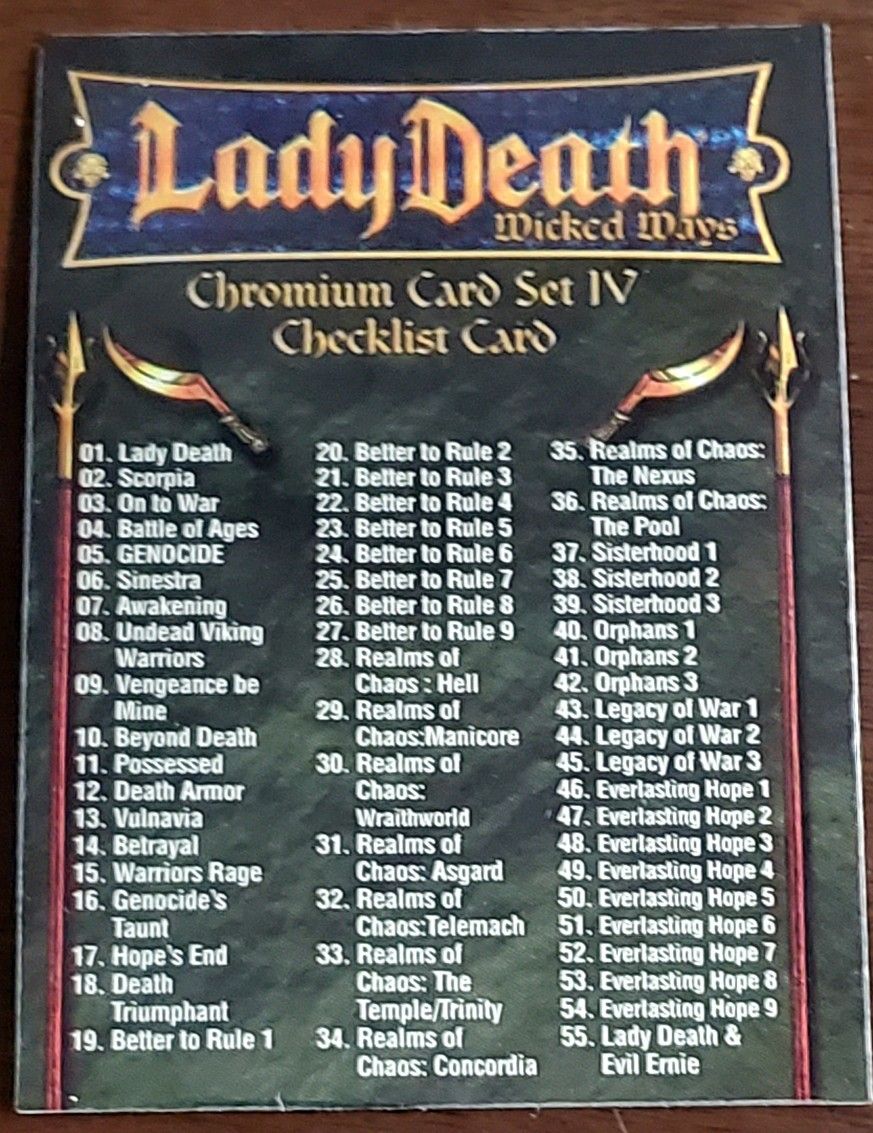 Lady Death
Wicked Ways
Chromium Card Set IV
Checklist Card
01. Lady Death
02. Scorpia
03. On to War
04. Battle of Ages
05. GENOCIDE
06. Sinestra
07. Awakening
08. Undead Viking
Warriors
09. Vengeance be
Mine
10. Beyond Death
11. Possessed
12. Death Armor
13. Vulnavia
14. Betrayal
15. Warriors Rage
16. Genocide's
Taunt
17. Hope's End
18. Death
Triumphant
19. Better to Rule 1
20. Better to Rule 2
21. Better to Rule 3
22. Better to Rule 4
23. Better to Rule 5
24. Better to Rule 6
25. Better to Rule 7
26. Better to Rule 8
27. Better to Rule 9
28. Realms of
Chaos : Hell
29. Realms of
Chaos:Manicore
30. Realms of
Chaos:
Wraithworld
31. Realms of
Chaos: Asgard
32. Realms of
Chaos:Telemach
33. Realms of
Chaos: The
Temple/Trinity
34. Realms of
Chaos: Concordia
35. Realms of Chaos:
The Nexus
36. Realms of Chaos:
The Pool
37. Sisterhood 1
38. Sisterhood 2
39. Sisterhood 3
40. Orphans 1
41. Orphans 2
42. Orphans 3
43. Legacy of War 1
44. Legacy of War 2
45. Legacy of War 3
46. Everlasting Hope 1
47. Everlasting Hope 2
48. Everlasting Hope 3
49. Everlasting Hope 4
50. Everlasting Hope 5
51. Everlasting Hope 6
52. Everlasting Hope 7
53. Everlasting Hope 8
54. Everlasting Hope 9
55. Lady Death &
Evil Ernie